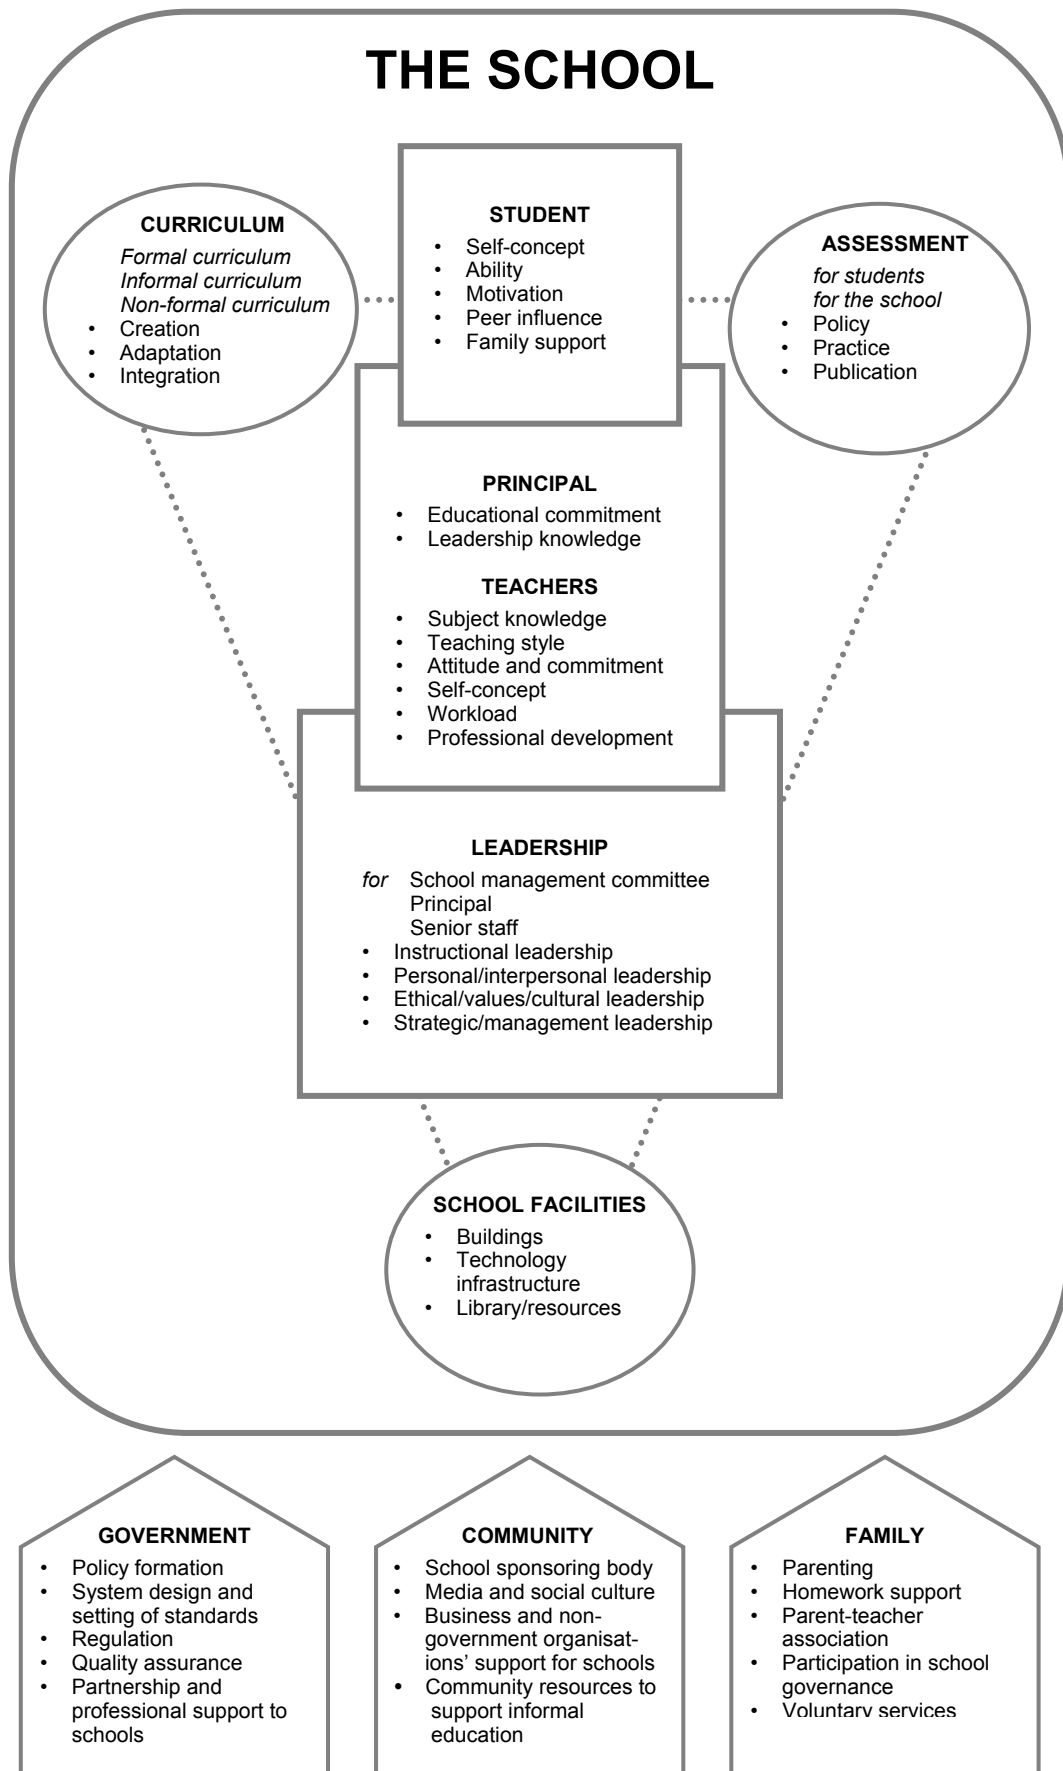 THE SCHOOL
CURRICULUM
Formal curriculum
Informal curriculum
Non-formal curriculum
• Creation
• Adaptation
• Integration
STUDENT
• Self-concept
• Ability
• Motivation
• Peer influence
• Family support
ASSESSMENT
for students
for the school
• Policy
• Practice
• Publication
PRINCIPAL
• Educational commitment
• Leadership knowledge
TEACHERS
• Subject knowledge
• Teaching style
• Attitude and commitment
• Self-concept
• Workload
• Professional development
LEADERSHIP
for School management committee
Principal
Senior staff
• Instructional leadership
• Personal/interpersonal leadership
• Ethical/values/cultural leadership
• Strategic/management leadership
SCHOOL FACILITIES
• Buildings
• Technology
infrastructure
• Library/resources
GOVERNMENT
• Policy formation
• System design and
setting of standards
• Regulation
• Quality assurance
• Partnership and
professional support to
schools
COMMUNITY
• School sponsoring body
• Media and social culture
• Business and non-
government organisat-
ions' support for schools
• Community resources to
support informal
education
FAMILY
• Parenting
• Homework support
• Parent-teacher
association
• Participation in school
governance
• Voluntary services